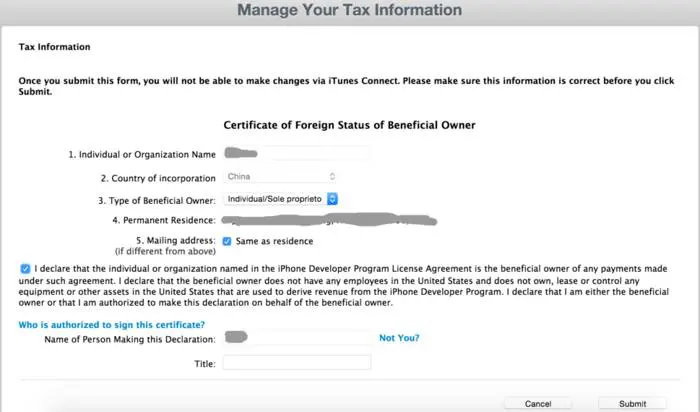 Manage Your Tax Information
Tax Information
Once you submit this form, you will not be able to make changes via iTunes Connect. Please make sure this information is correct before you click
Submit.
Certificate of Foreign Status of Beneficial Owner
1. Individual or Organization Name
2. Country of incorporation China
3. Type of Beneficial Owner: Individual/Sole proprieto
4. Permanent Residence:
5. Mailing address: Same as residence
(if different from above)
I declare that the individual or organization named in the iPhone Developer Program License Agreement is the beneficial owner of any payments made
under such agreement. I declare that the beneficial owner does not have any employees in the United States and does not own, lease or control any
equipment or other assets in the United States that are used to derive revenue from the iPhone Developer Program. I declare that I am either the beneficial
owner or that I am authorized to make this declaration on behalf of the beneficial owner.
Who is authorized to sign this certificate?
Name of Person Making this Declaration: Not You?
Title:
Cancel Submit